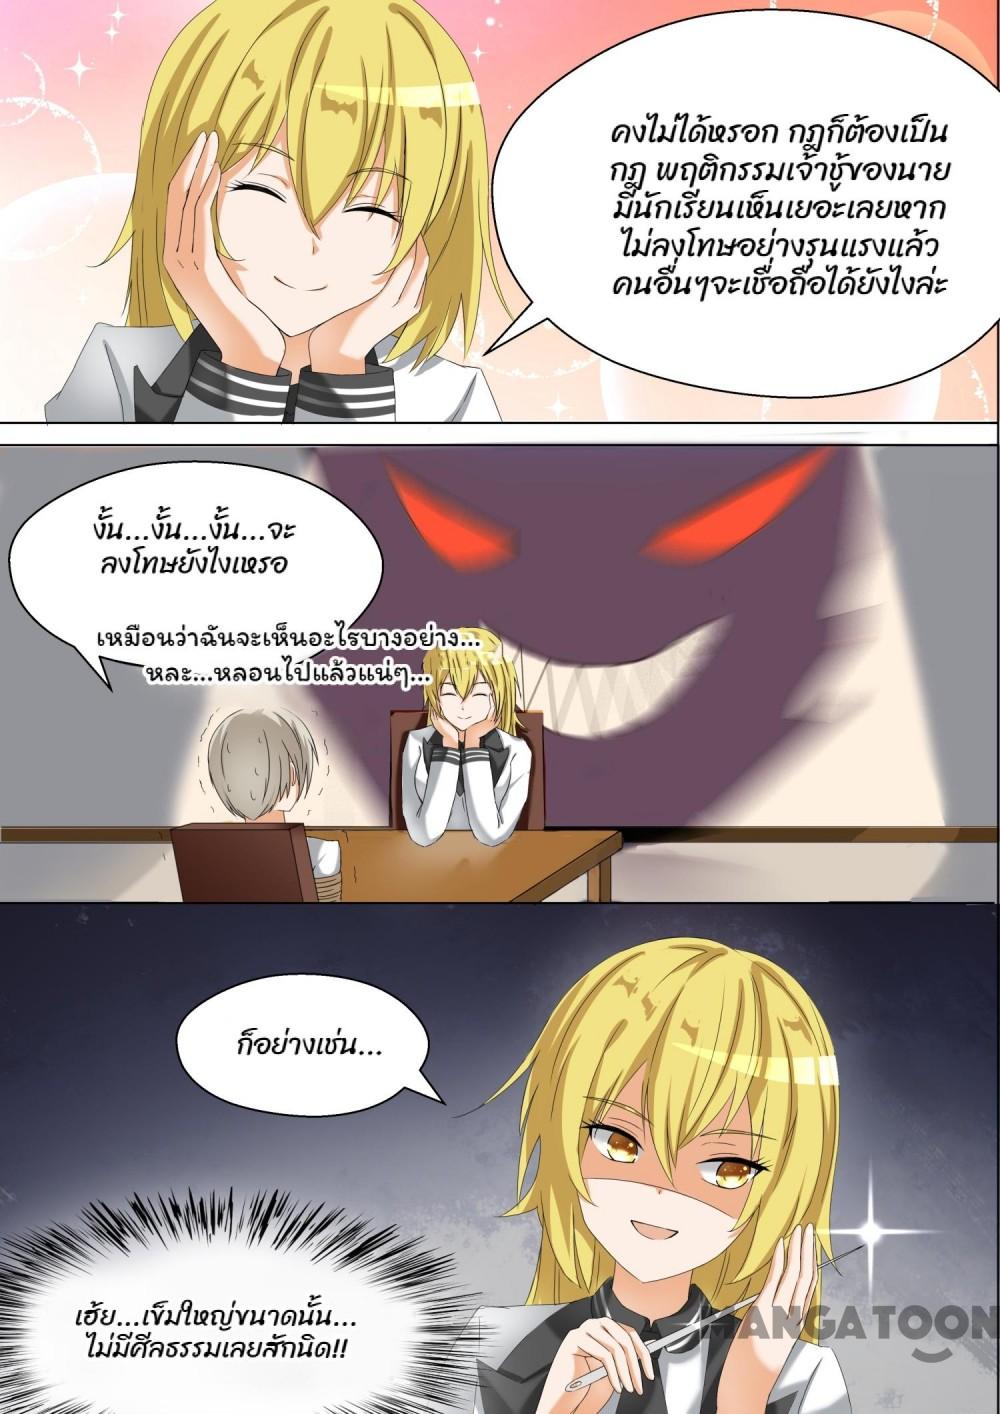 คงไม่ได้หรอก กฎก็ต้องเป็น
กฎ พฤติกรรมเจ้าชู้ของนาย
มีนักเรียนเห็นเยอะเลยหาก
ไม่ลงโทษอย่างรุนแรงแล้ว
คนอื่นๆจะเชื่อถือได้ยังไงล่ะ
งั้น...งั้น...งั้น...จะ
ลงโทษยังไงเหรอ
เหมือนว่าฉันจะเห็นอะไรบางอย่าง...
หละ...หลอนไปแล้วแน่ๆ...
ก็อย่างเช่น...
เฮ้ย...เข็มใหญ่ขนาดนั้น...
ไม่มีศีลธรรมเลยสักนิด!!
MANGATOON